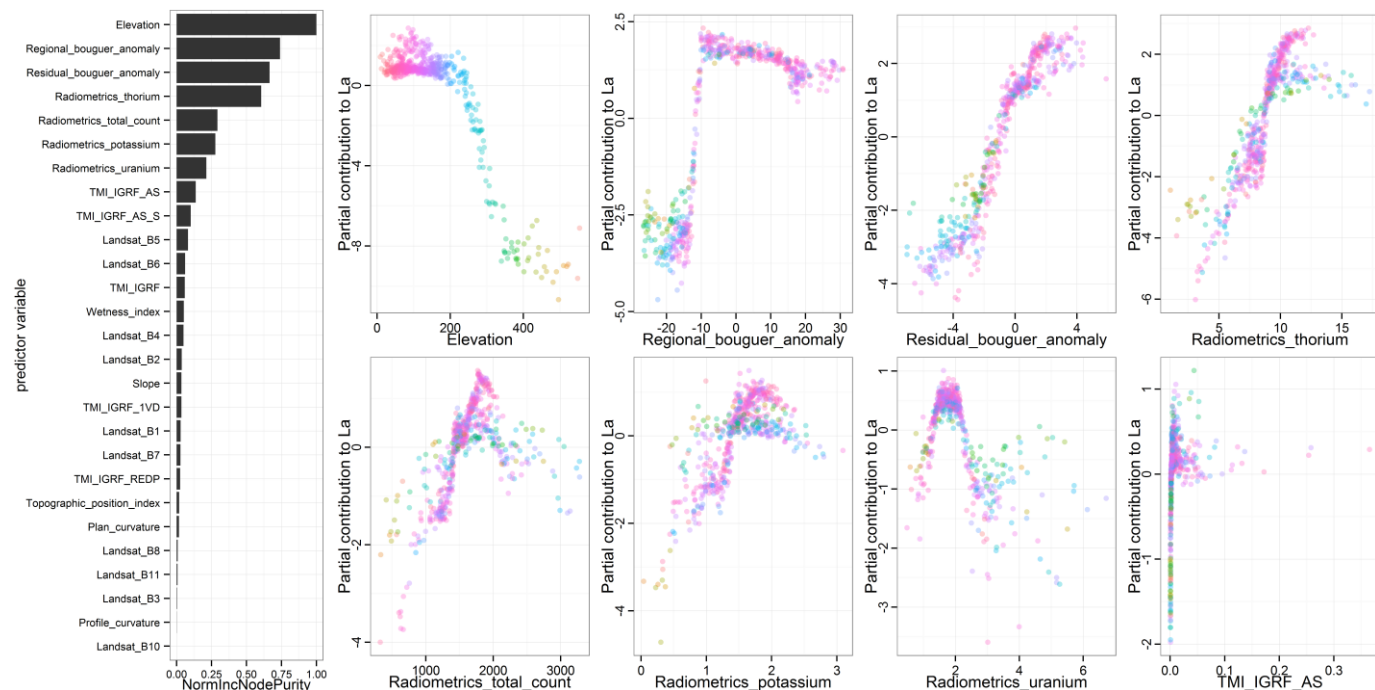 predictor variable
Elevation
Regional_bouguer_anomaly
Residual_bouguer_anomaly
Radiometrics_thorium
Radiometrics_total_count
Radiometrics_potassium
Radiometrics_uranium
TMI_IGRF_AS
TMI_IGRF_AS_S
Landsat_B5
Landsat_B6
TMI_IGRF
Wetness_index
Landsat_B4
Landsat_B2
Slope
TMI_IGRF_1VD
Landsat_B1
Landsat_B7
TMI_IGRF_REDP
Topographic_position_index
Plan_curvature
Landsat_B8
Landsat_B11
Landsat_B3
Profile_curvature
Landsat_B10
0.00 0.25 0.50 0.75 1.00
NormIncNodePurity
Partial contribution to La
0
-8
0 200 400
Elevation
Partial contribution to La
2.5
0.0
-2.5
-5.0
-20 -10 0 10 20 30
Regional_bouguer_anomaly
Partial contribution to La
2
0
-2
-4
-4 0 4
Residual_bouguer_anomaly
Partial contribution to La
2
0
-2
-4
-6
5 10 15
Radiometrics_thorium
Partial contribution to La
0
-2
-4
1000 2000 3000
Radiometrics_total_count
Partial contribution to La
0
-2
-4
0 1 2 3
Radiometrics_potassium
Partial contribution to La
1
0
-1
-2
-3
2 4 6
Radiometrics_uranium
Partial contribution to La
1
0
-1
-2
0.0 0.1 0.2 0.3
TMI_IGRF_AS